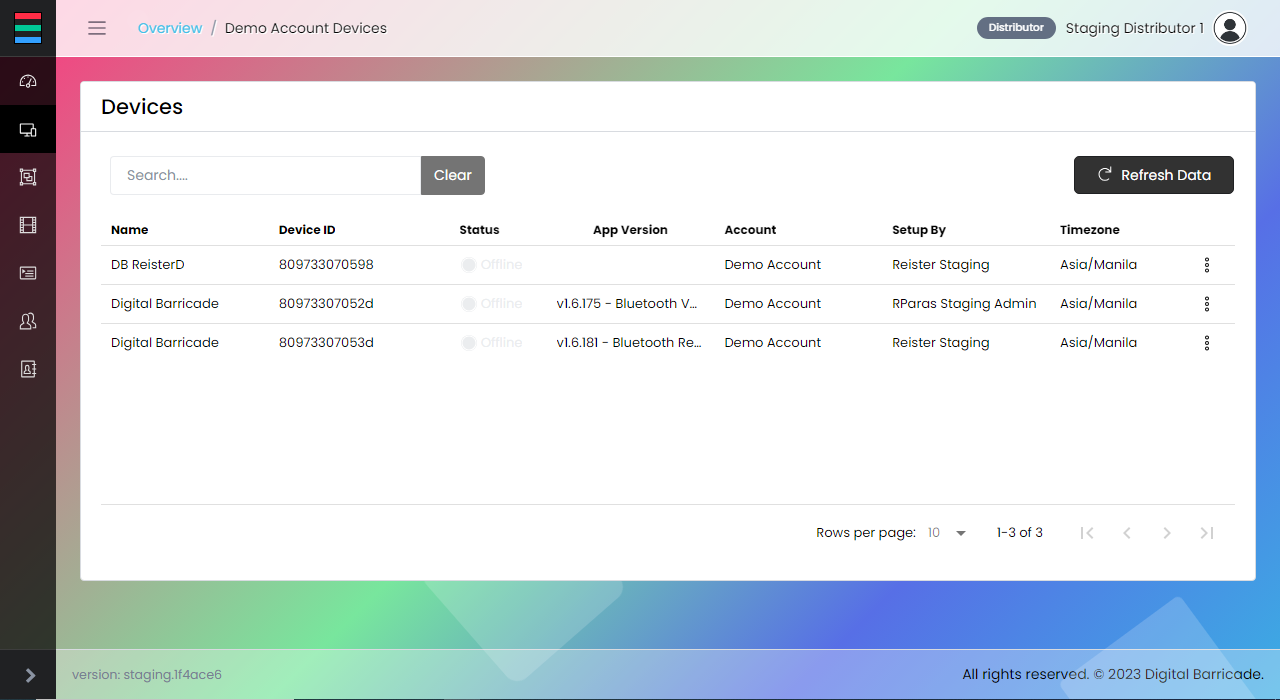 Overview / Demo Account Devices
Distributor Staging Distributor 1
Devices
Search.... Clear
Refresh Data
Name Device ID Status App Version Account Setup By Timezone
DB ReisterD 809733070598 Offline Demo Account Reister Staging Asia/Manila
Digital Barricade 80973307052d Offline v1.6.175 - Bluetooth V... Demo Account RParas Staging Admin Asia/Manila
Digital Barricade 80973307053d Offline v1.6.181 - Bluetooth Re... Demo Account Reister Staging Asia/Manila
Rows per page: 10 1-3 of 3
version: staging.1f4ace6
All rights reserved. © 2023 Digital Barricade.